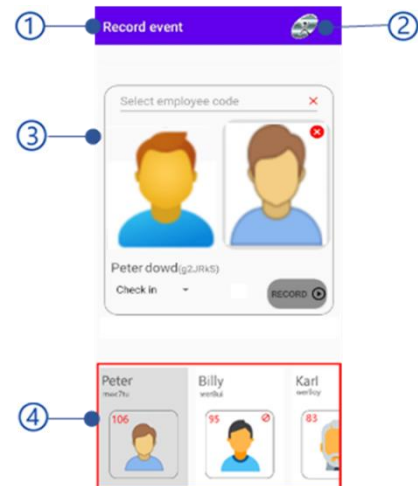 1
Record event
2
3
Select employee code
Peter dowd(g2JRkS)
Check in
RECORD
4
Peter
Billy
Karl
106
95
83